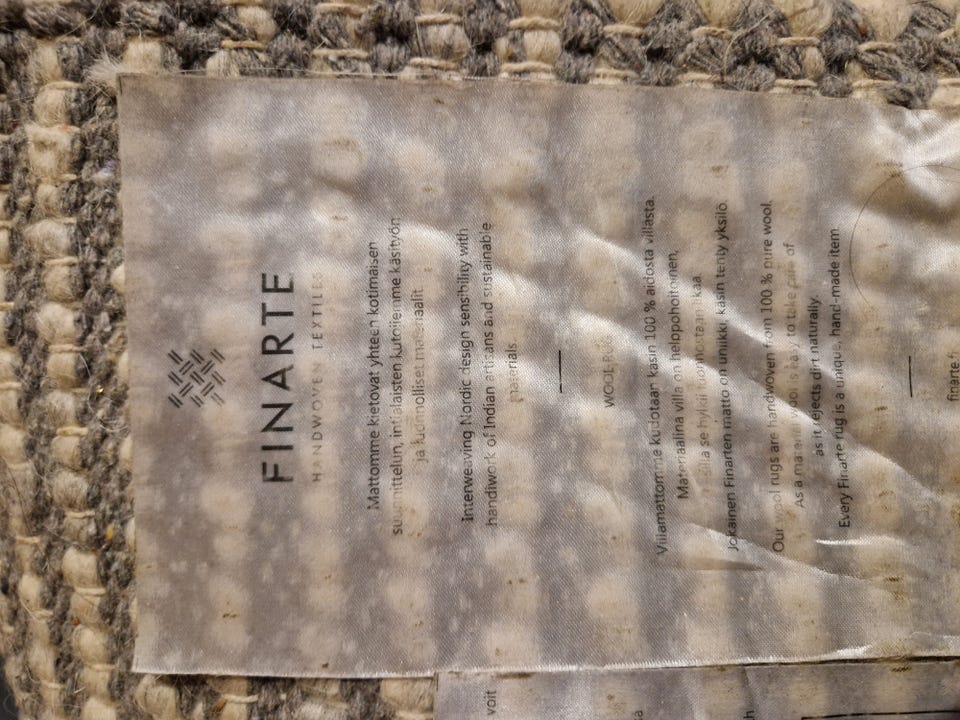 FINARTE
HANDWOVEN TEXTILES
Mattomme kietovat yhteen kotimaisen
suunnittelun, intialaisten kutojiemme käsityön
ja luonnolliset materiaalit
Interweaving Nordic design sensibility with
handiwork of Indian artisans and sustainable
materials
WOOL RUG
Villamattomme kudotaan käsin 100 % aidosta villasta.
Materiaalina villa on helppohoitoinen,
sillä se hylkii luonnostaan likaa.
Jokainen Finarten matto on uniikki, käsin tehty yksilö.
Our wool rugs are handwoven from 100 % pure wool.
As a material wool is easy to take care of
as it rejects dirt naturally.
Every Finarte rug is a unique, hand-made item
finarte.fi
voit